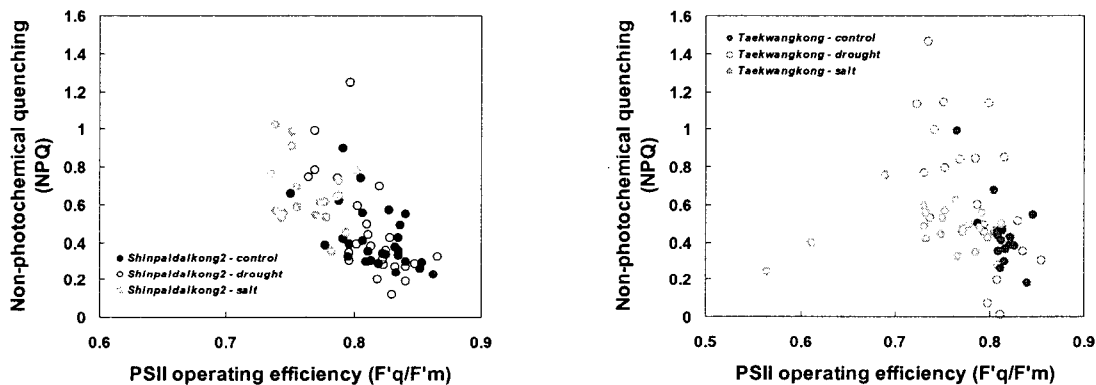 Non-photochemical quenching
(NPQ)
1.6
1.4
1.2
1
0.8
0.6
0.4
0.2
0
Shinpaldalkong2 - control
Shinpaldalkong2 - drought
Shinpaldalkong2 - salt
0.6
0.7
0.8
0.9
PSII operating efficiency (F'q/F'm)
Non-photochemical quenching
(NPQ)
1.6
1.4
1.2
1
0.8
0.6
0.4
0.2
0
Taekwangkong - control
Taekwangkong - drought
Taekwangkong - salt
0.5
0.6
0.7
0.8
0.9
PSII operating efficiency (F'q/F'm)